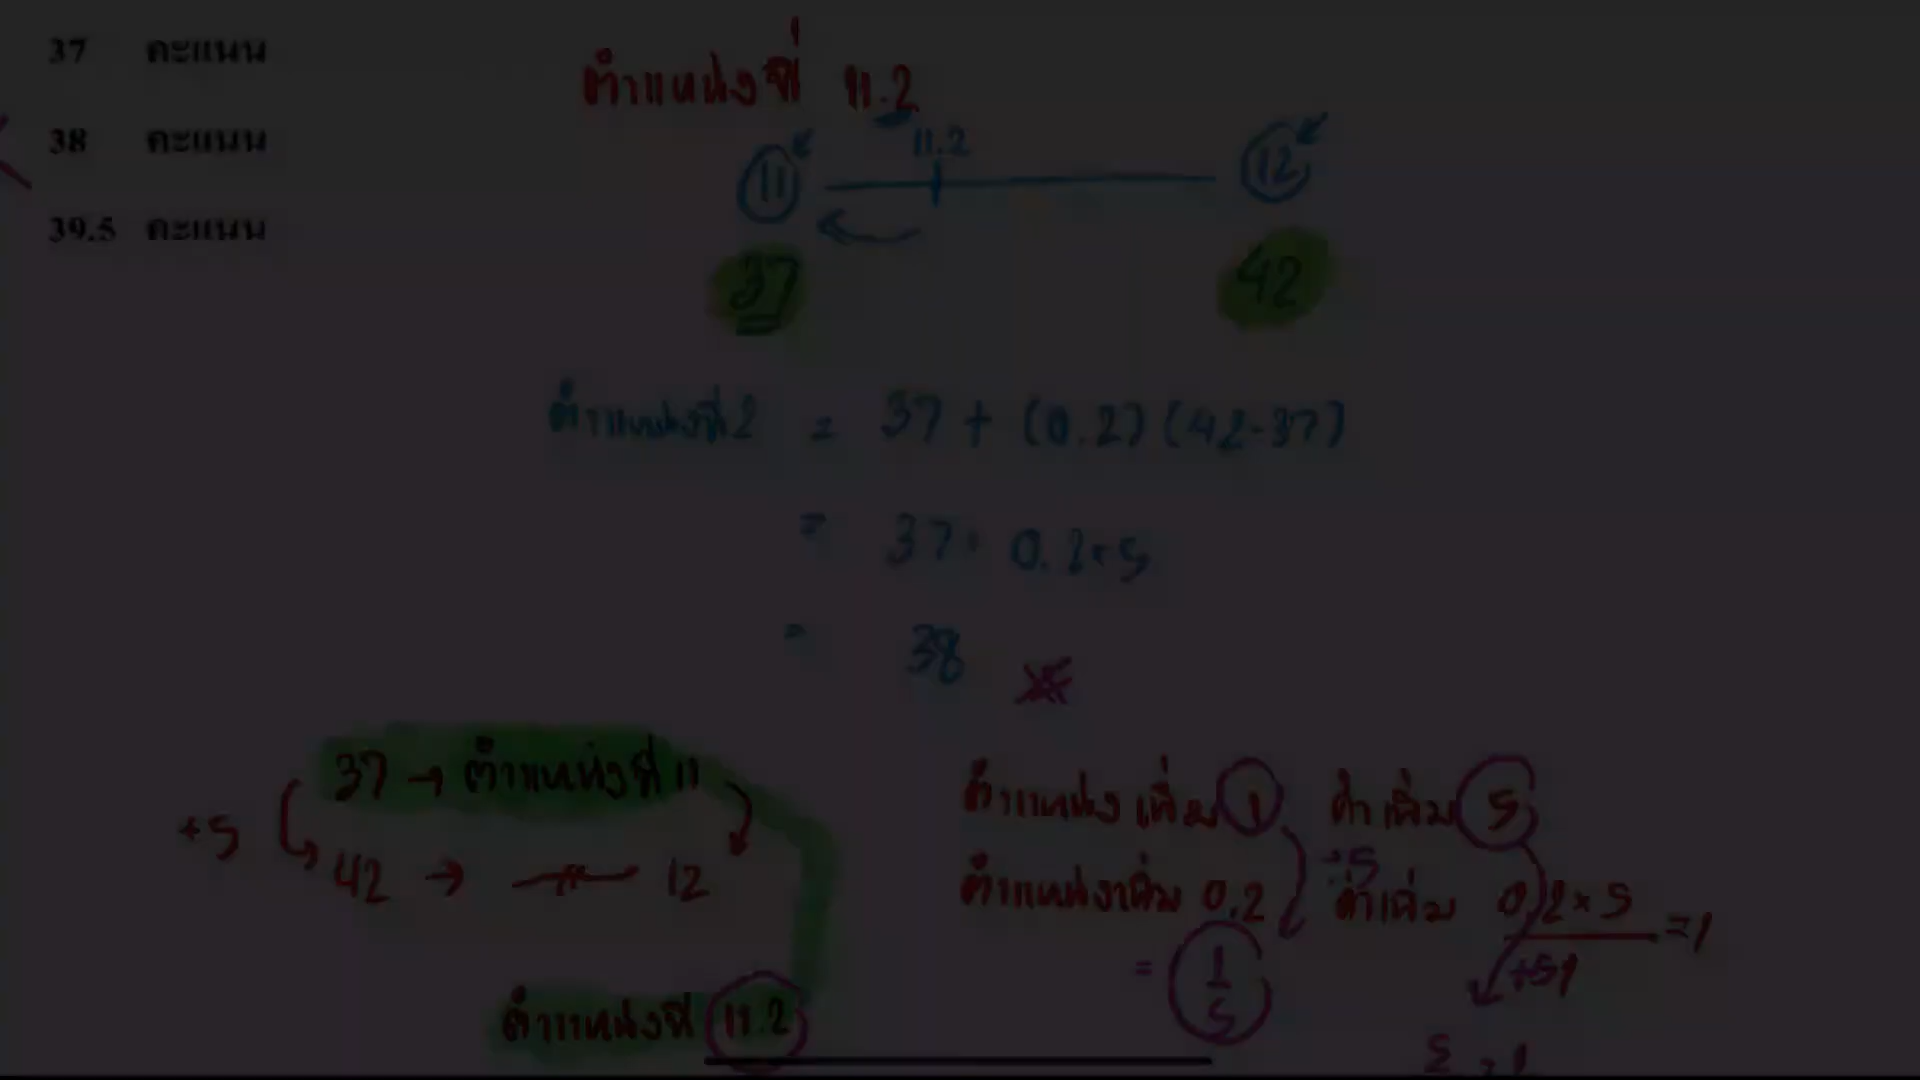 37 คะแนน
38 คะแนน
39.5 คะแนน
ตำแหน่งที่ 11.2
11.2
11 12
37 42
ตำแหน่งที่ 2 = 37 + (0.2)(42-37)
= 37+ 0.2×5
= 38
37 → ตำแหน่งที่ 11
+5
42 → 12
ตำแหน่งที่ 11.2
ตำแหน่งเพิ่ม 1 ค่าเพิ่ม 5
ตำแหน่งเพิ่ม 0.2 ค่าเพิ่ม 0.2×5 =1
= 1
5